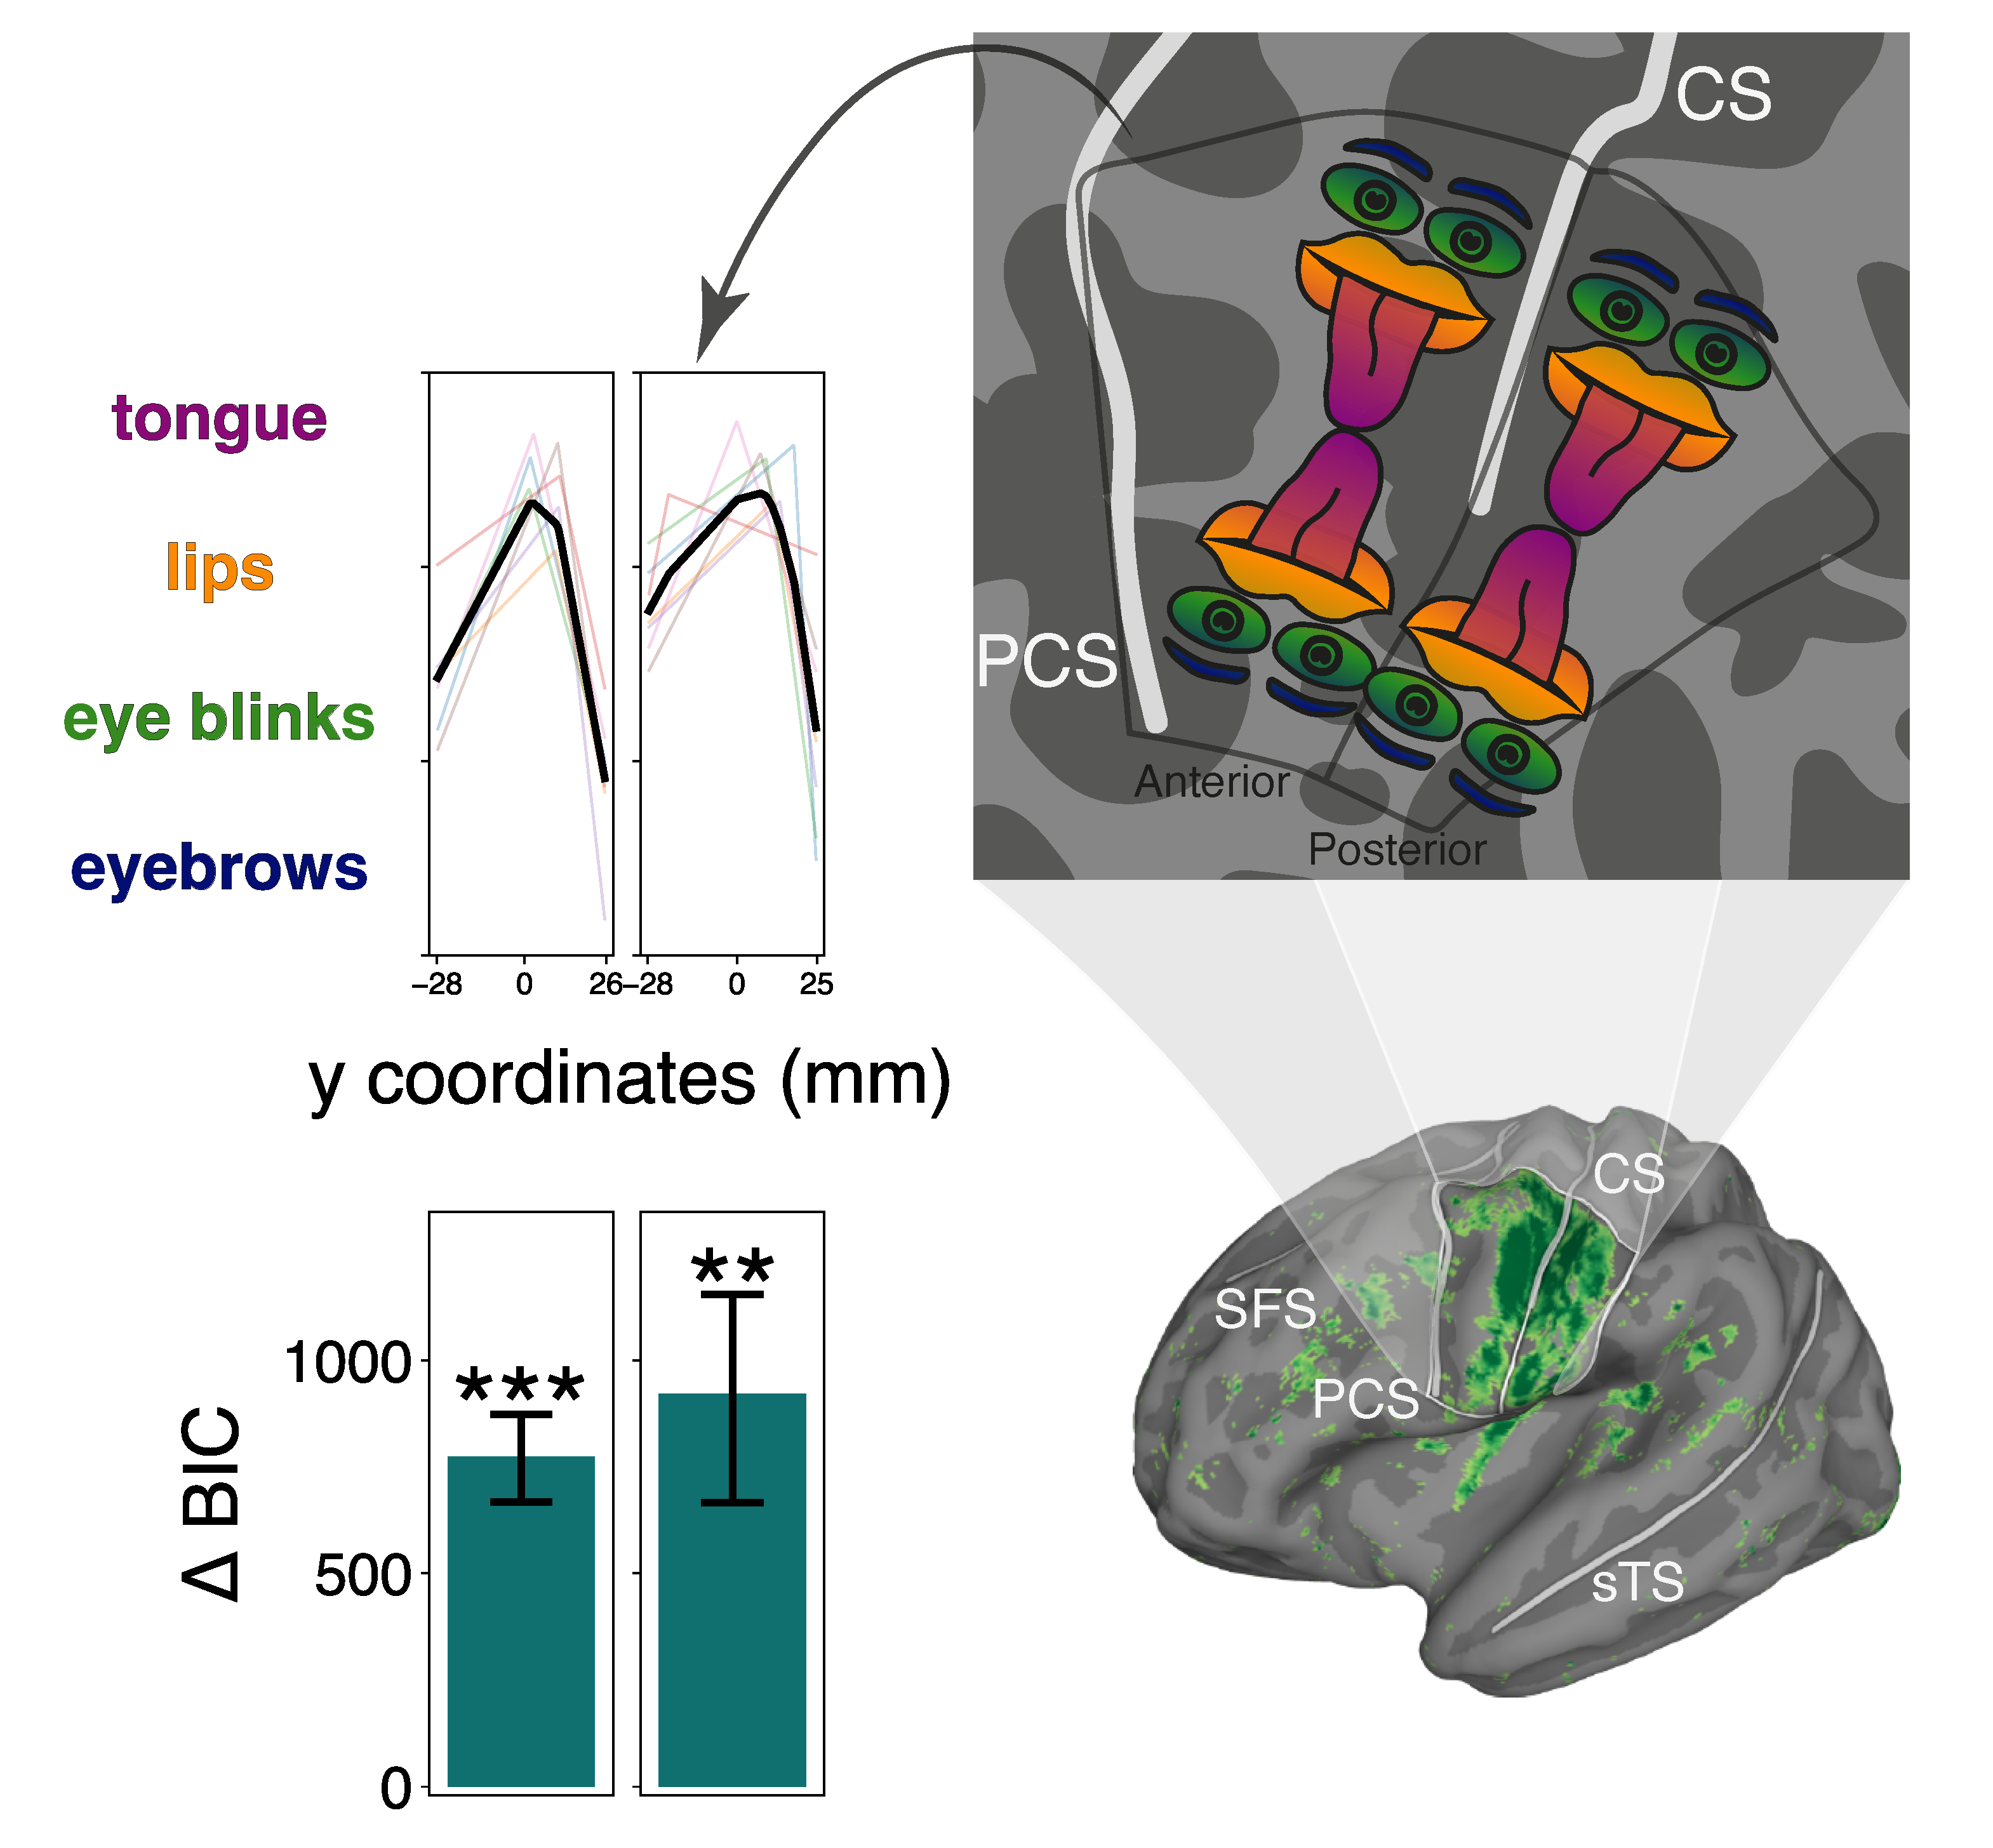 tongue
lips
eye blinks
eyebrows
−28 0 26
−28 0 25
y coordinates (mm)
CS
PCS
Anterior
Posterior
Δ BIC
1000
500
0
***
**
CS
SFS
PCS
sTS